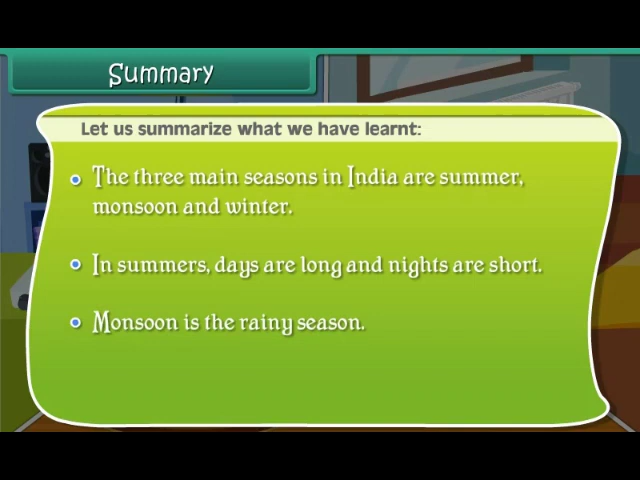 Summary
Let us summarize what we have learnt:
The three main seasons in India are summer,
monsoon and winter.
In summers, days are long and nights are short.
Monsoon is the rainy season.